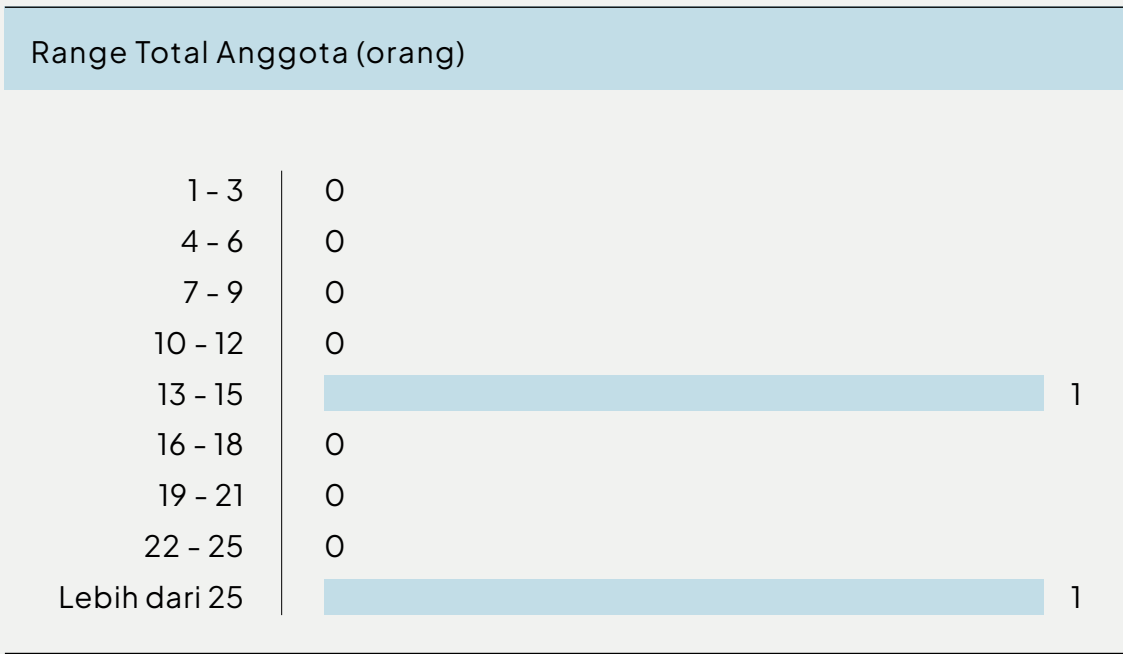 Range Total Anggota (orang)
1 - 3 0
4 - 6 0
7 - 9 0
10 - 12 0
13 - 15 1
16 - 18 0
19 - 21 0
22 - 25 0
Lebih dari 25 1